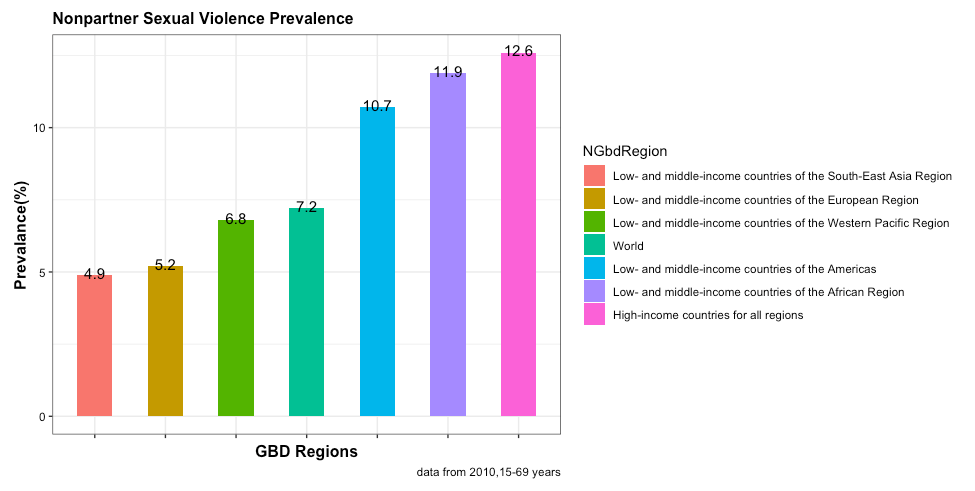 Nonpartner Sexual Violence Prevalence
Prevalance(%)
10
5
0
4.9
5.2
6.8
7.2
10.7
11.9
12.6
GBD Regions
data from 2010,15-69 years
NGbdRegion
Low- and middle-income countries of the South-East Asia Region
Low- and middle-income countries of the European Region
Low- and middle-income countries of the Western Pacific Region
World
Low- and middle-income countries of the Americas
Low- and middle-income countries of the African Region
High-income countries for all regions